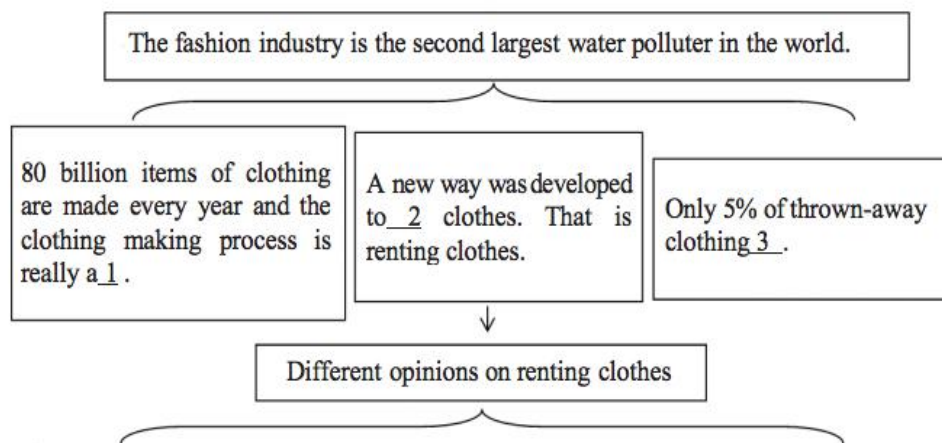 The fashion industry is the second largest water polluter in the world.
80 billion items of clothing
are made every year and the
clothing making process is
really a 1 .
A new way was developed
to 2 clothes. That is
renting clothes.
Only 5% of thrown-away
clothing 3 .
Different opinions on renting clothes